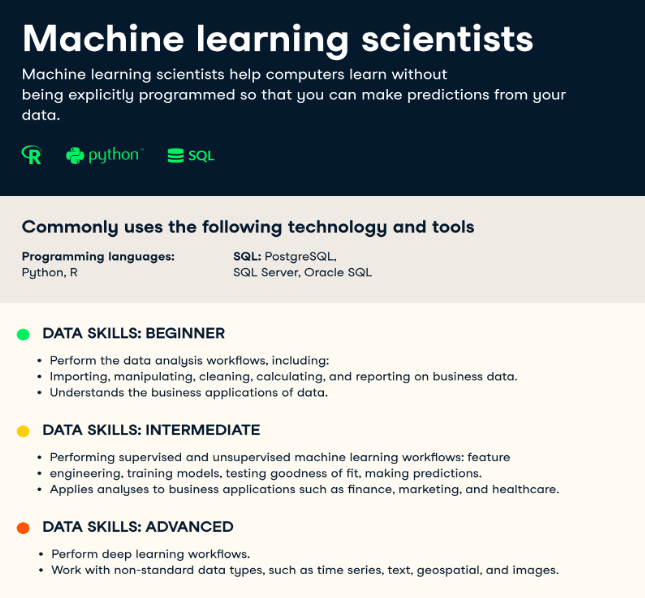 Machine learning scientists
Machine learning scientists help computers learn without
being explicitly programmed so that you can make predictions from your
data.
R python™ SQL
Commonly uses the following technology and tools
Programming languages: SQL: PostgreSQL,
Python, R SQL Server, Oracle SQL
DATA SKILLS: BEGINNER
• Perform the data analysis workflows, including:
• Importing, manipulating, cleaning, calculating, and reporting on business data.
• Understands the business applications of data.
DATA SKILLS: INTERMEDIATE
• Performing supervised and unsupervised machine learning workflows: feature
• engineering, training models, testing goodness of fit, making predictions.
• Applies analyses to business applications such as finance, marketing, and healthcare.
DATA SKILLS: ADVANCED
• Perform deep learning workflows.
• Work with non-standard data types, such as time series, text, geospatial, and images.